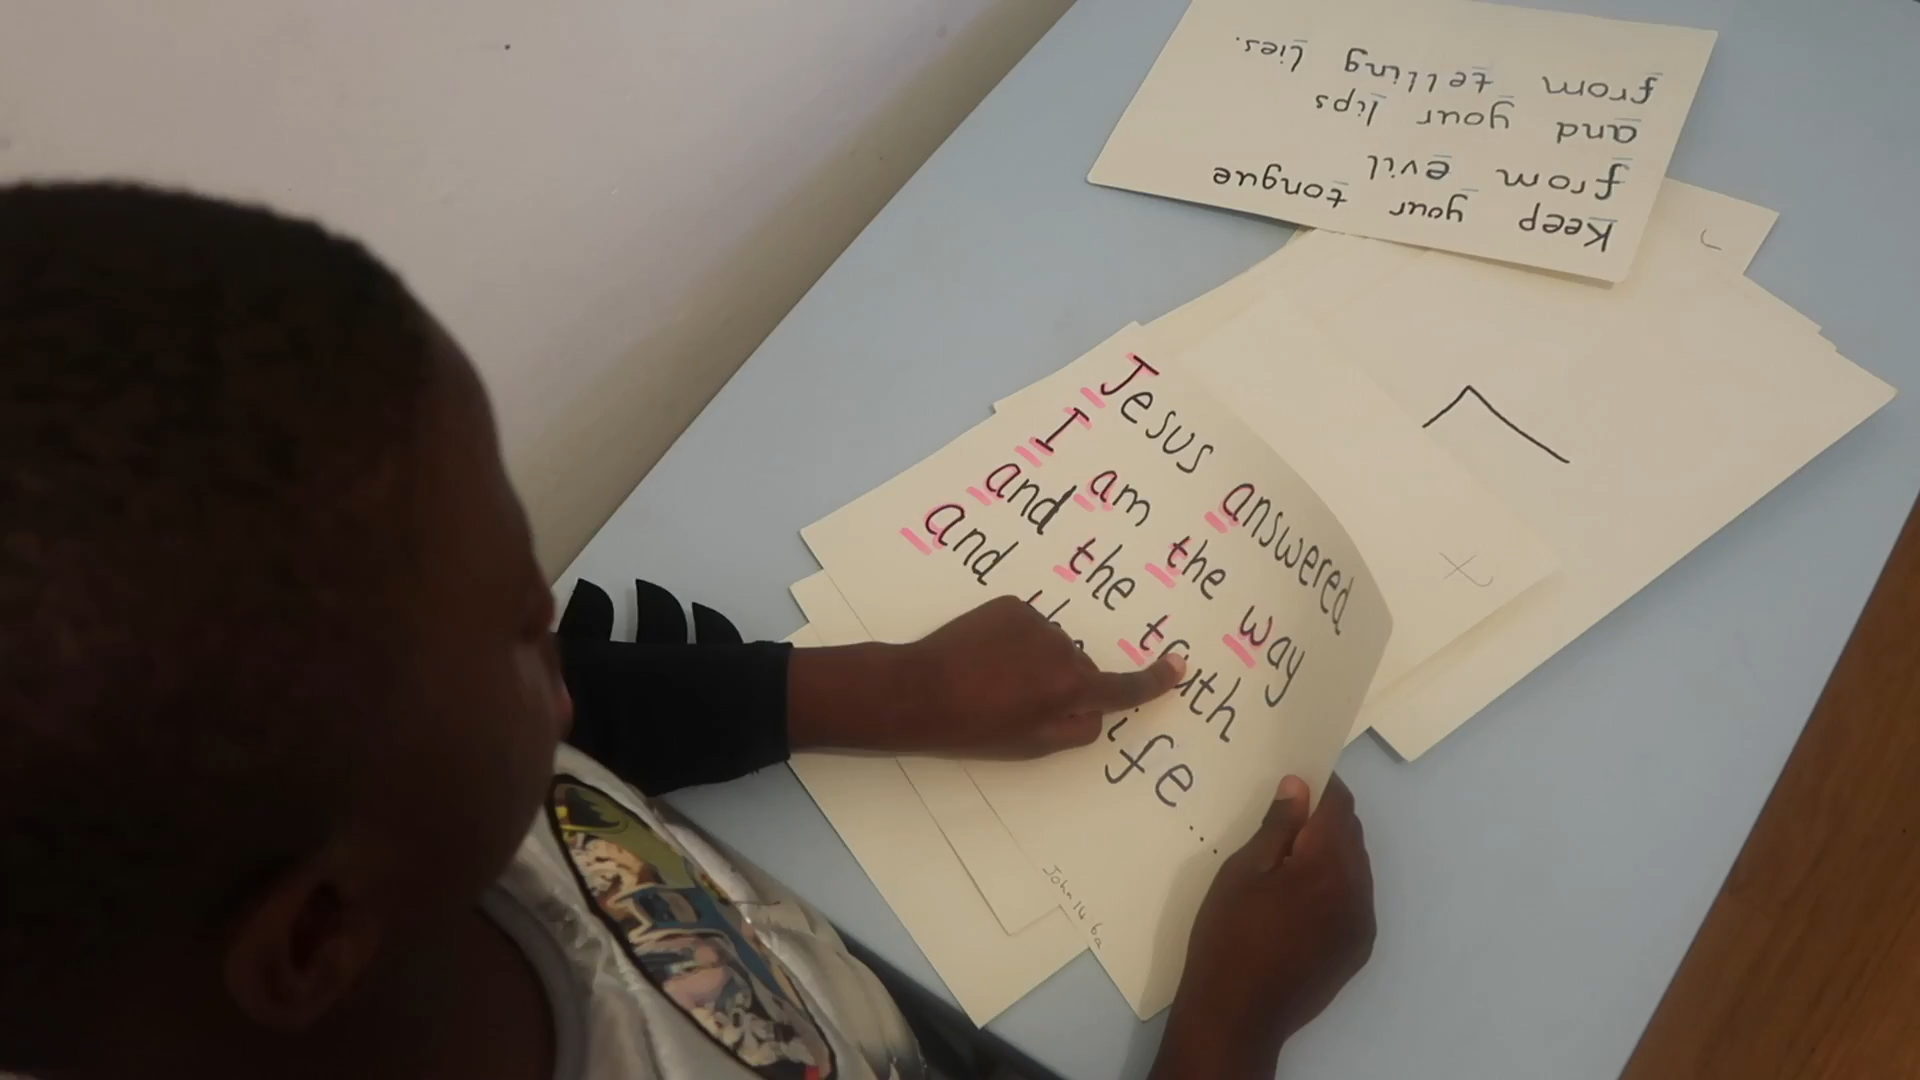 Keep your tongue
from evil
and your lips
from telling lies.
Jesus answered
I am the way
and the truth
and the ife...
John 14:6a